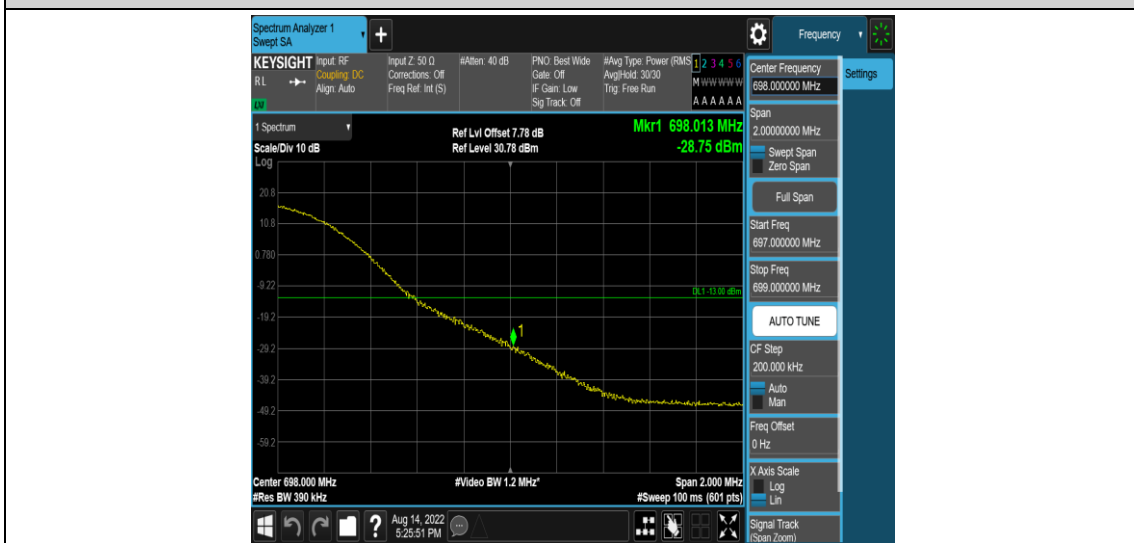 Spectrum Analyzer 1
Swept SA
+
Frequency
KEYSIGHT
RL
LXI
Input: RF
Coupling: DC
Align: Auto
Input Z: 50 Ω
Corrections: Off
Freq Ref: Int (S)
#Atten: 40 dB
PNO: Best Wide
Gate: Off
IF Gain: Low
Sig Track: Off
#Avg Type: Power (RMS
Avg|Hold: 30/30
Trig: Free Run
1 2 3 4 5 6
M W W W W W
A A A A A A
1 Spectrum
Scale/Div 10 dB
Log
Ref Lvl Offset 7.78 dB
Ref Level 30.78 dBm
Mkr1 698.013 MHz
-28.75 dBm
20.8
10.8
0.780
-9.22
DL1 -13.00 dBm
-19.2
1
-29.2
-39.2
-49.2
-59.2
Center 698.000 MHz
#Video BW 1.2 MHz*
Span 2.000 MHz
#Res BW 390 kHz
#Sweep 100 ms (601 pts)
Center Frequency
698.000000 MHz
Settings
Span
2.00000000 MHz
Swept Span
Zero Span
Full Span
Start Freq
697.000000 MHz
Stop Freq
699.000000 MHz
AUTO TUNE
CF Step
200.000 kHz
Auto
Man
Freq Offset
0 Hz
X Axis Scale
Log
Lin
Signal Track
(Span Zoom)
?
Aug 14, 2022
5:25:51 PM